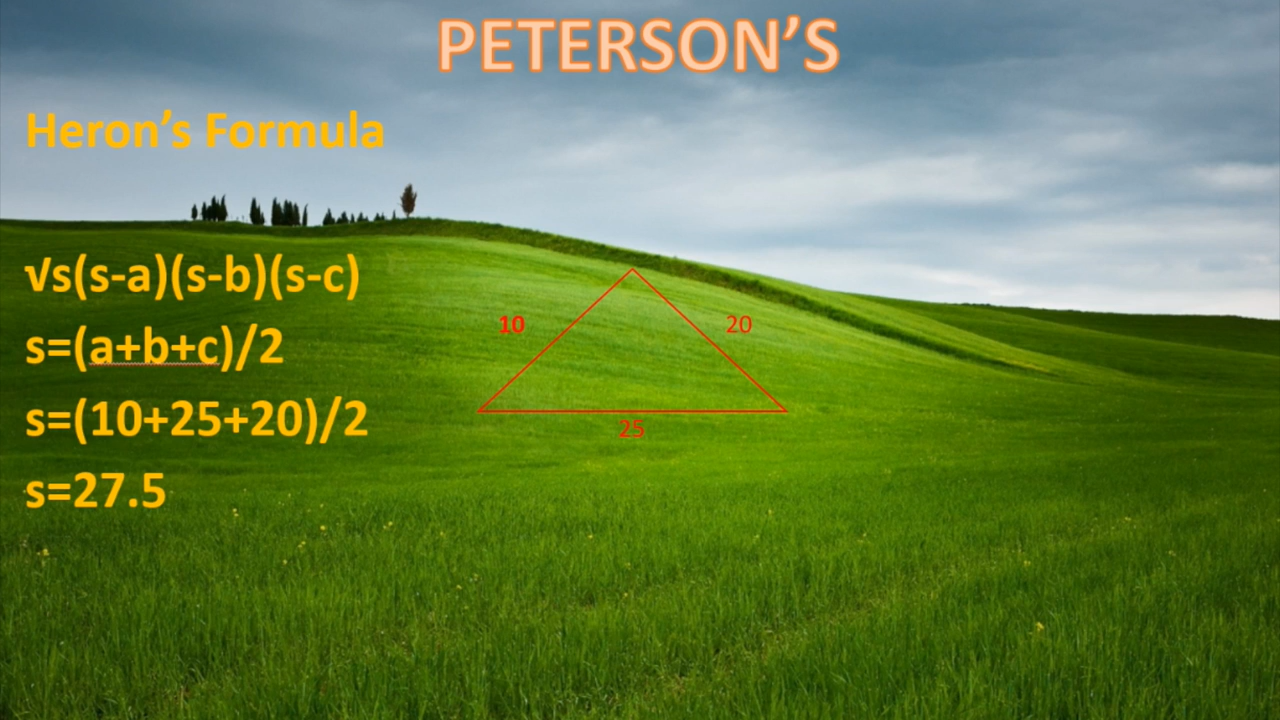 PETERSON’S
Heron’s Formula
√s(s-a)(s-b)(s-c)
s=(a+b+c)/2
s=(10+25+20)/2
s=27.5
10
20
25